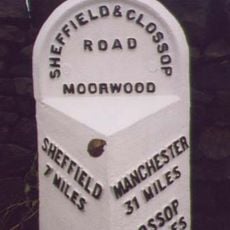 SHEFFIELD & GLOSSOP
ROAD
MOORWOOD
SHEFFIELD
7 MILES.
MANCHESTER
31 MILES